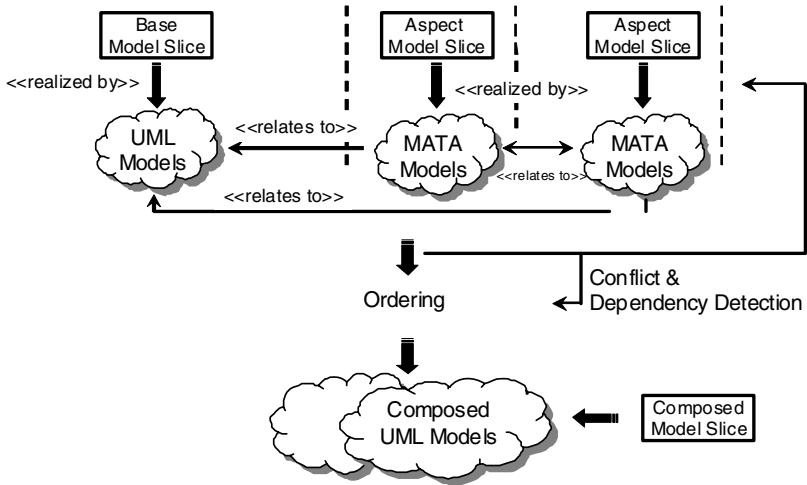 Base
Model Slice
Aspect
Model Slice
Aspect
Model Slice
<<realized by>>
<<realized by>>
UML
Models
<<relates to>>
MATA
Models
MATA
Models
<<relates to>>
<<relates to>>
Ordering
Conflict &
Dependency Detection
Composed
UML Models
Composed
Model Slice